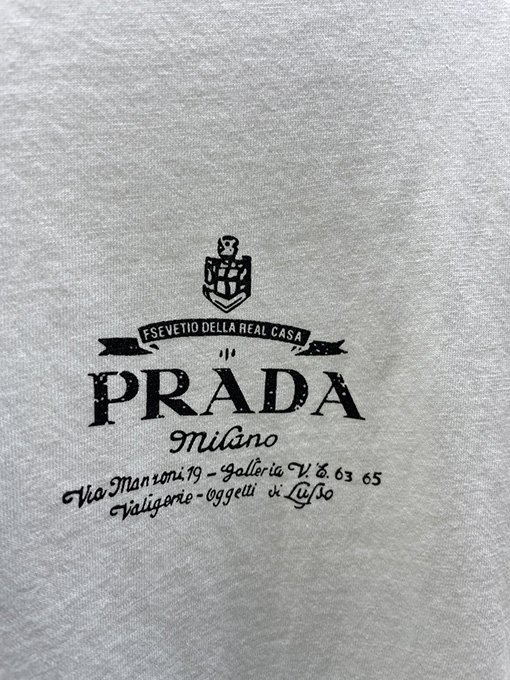 FSEVETIO DELLA REAL CASA
PRADA
Milano
Via Manzoni, 19 - Galleria V. E. 63 65
Valigerie - Oggetti di Lusso